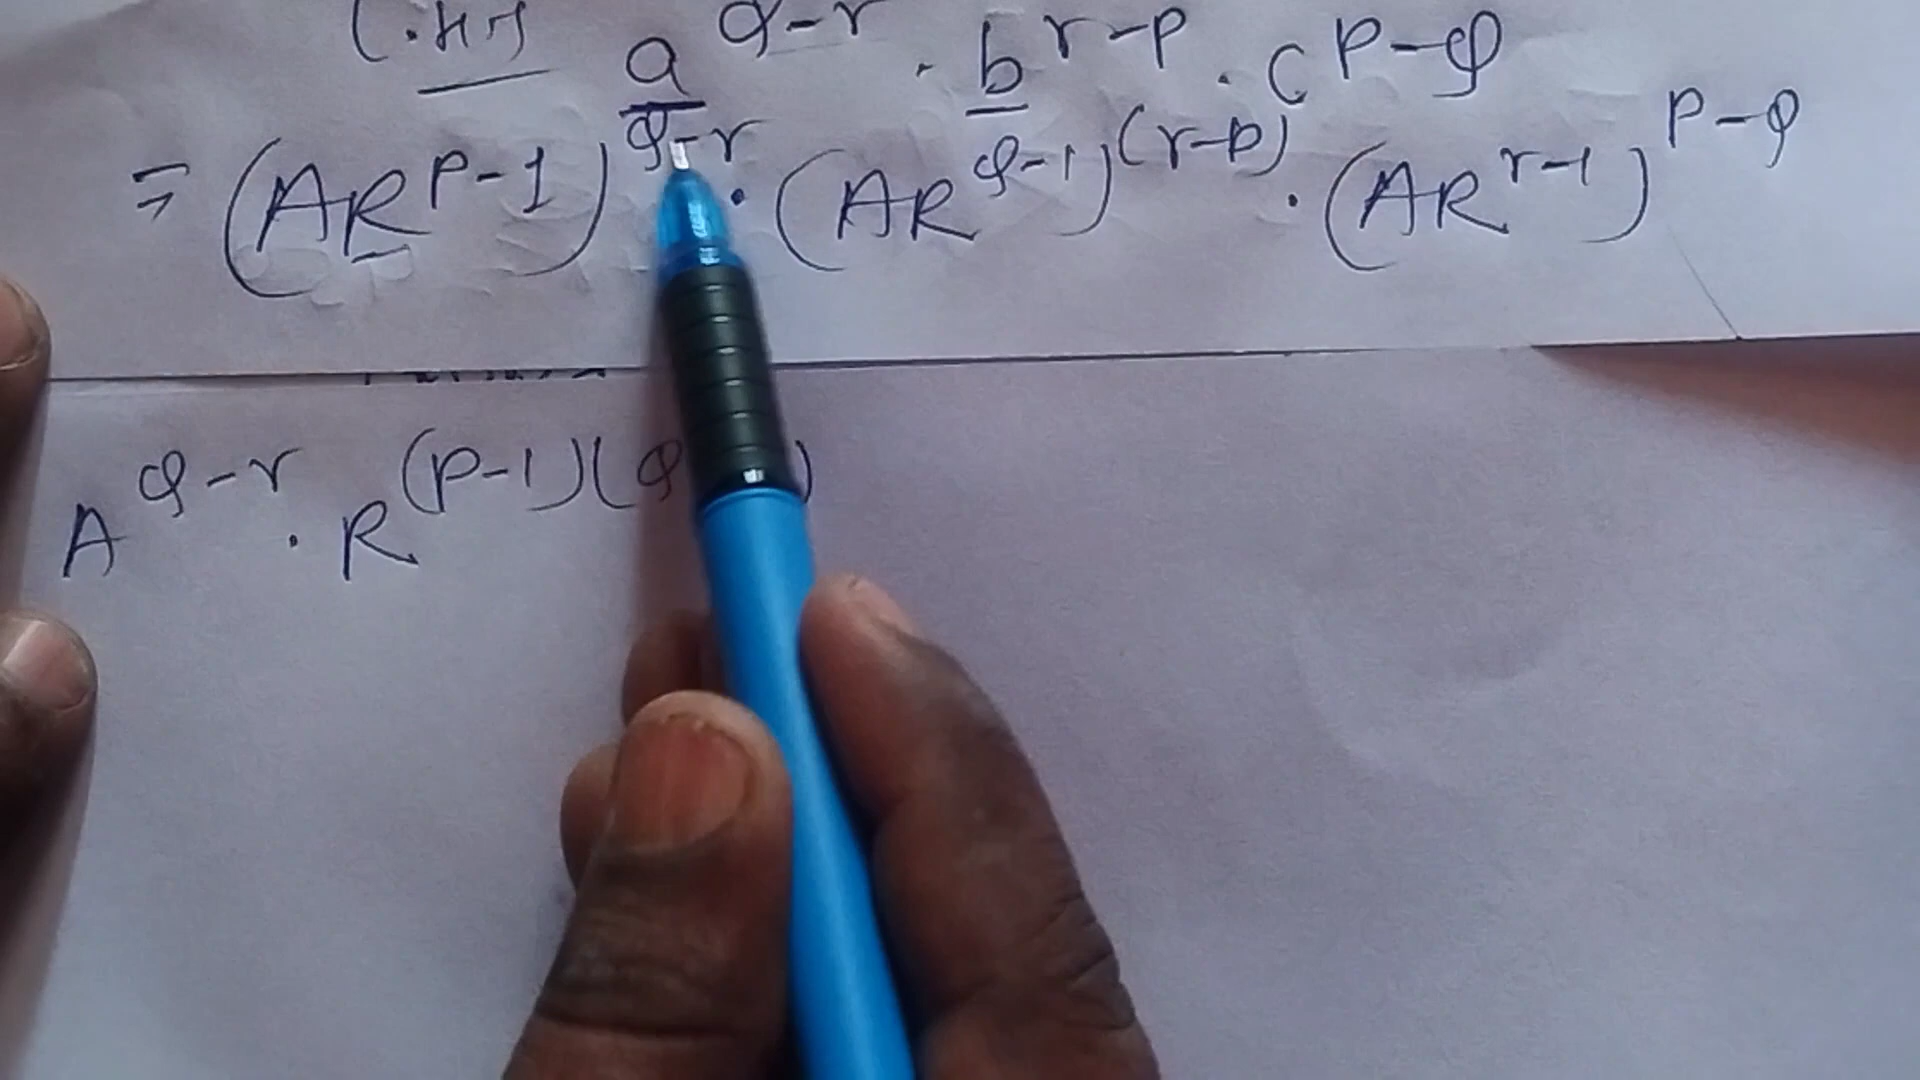 L.H.S a^{q-r} . b^{r-p} . c^{p-q}
= (AR^{p-1})^{q-r} . (AR^{q-1})^{(r-p)} . (AR^{r-1})^{p-q}
A^{q-r} . R^{(p-1)(q